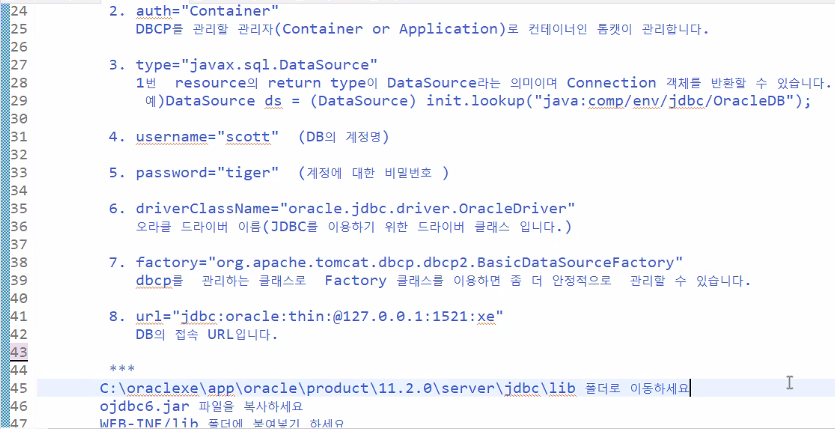 24 2. auth="Container"
25 DBCP를 관리할 관리자(Container or Application)로 컨테이너인 톰캣이 관리합니다.
26
27 3. type="javax.sql.DataSource"
28 1번 resource의 return type이 DataSource라는 의미이며 Connection 객체를 반환할 수 있습니다.
29 예)DataSource ds = (DataSource) init.lookup("java:comp/env/jdbc/OracleDB");
30
31 4. username="scott" (DB의 계정명)
32
33 5. password="tiger" (계정에 대한 비밀번호 )
34
35 6. driverClassName="oracle.jdbc.driver.OracleDriver"
36 오라클 드라이버 이름(JDBC를 이용하기 위한 드라이버 클래스 입니다.)
37
38 7. factory="org.apache.tomcat.dbcp.dbcp2.BasicDataSourceFactory"
39 dbcp를 관리하는 클래스로 Factory 클래스를 이용하면 좀 더 안정적으로 관리할 수 있습니다.
40
41 8. url="jdbc:oracle:thin:@127.0.0.1:1521:xe"
42 DB의 접속 URL입니다.
43
44 ***
45 C:\oraclexe\app\oracle\product\11.2.0\server\jdbc\lib 폴더로 이동하세요
46 ojdbc6.jar 파일을 복사하세요
47 WEB-INF/lib 폴더에 붙여넣기 하세요